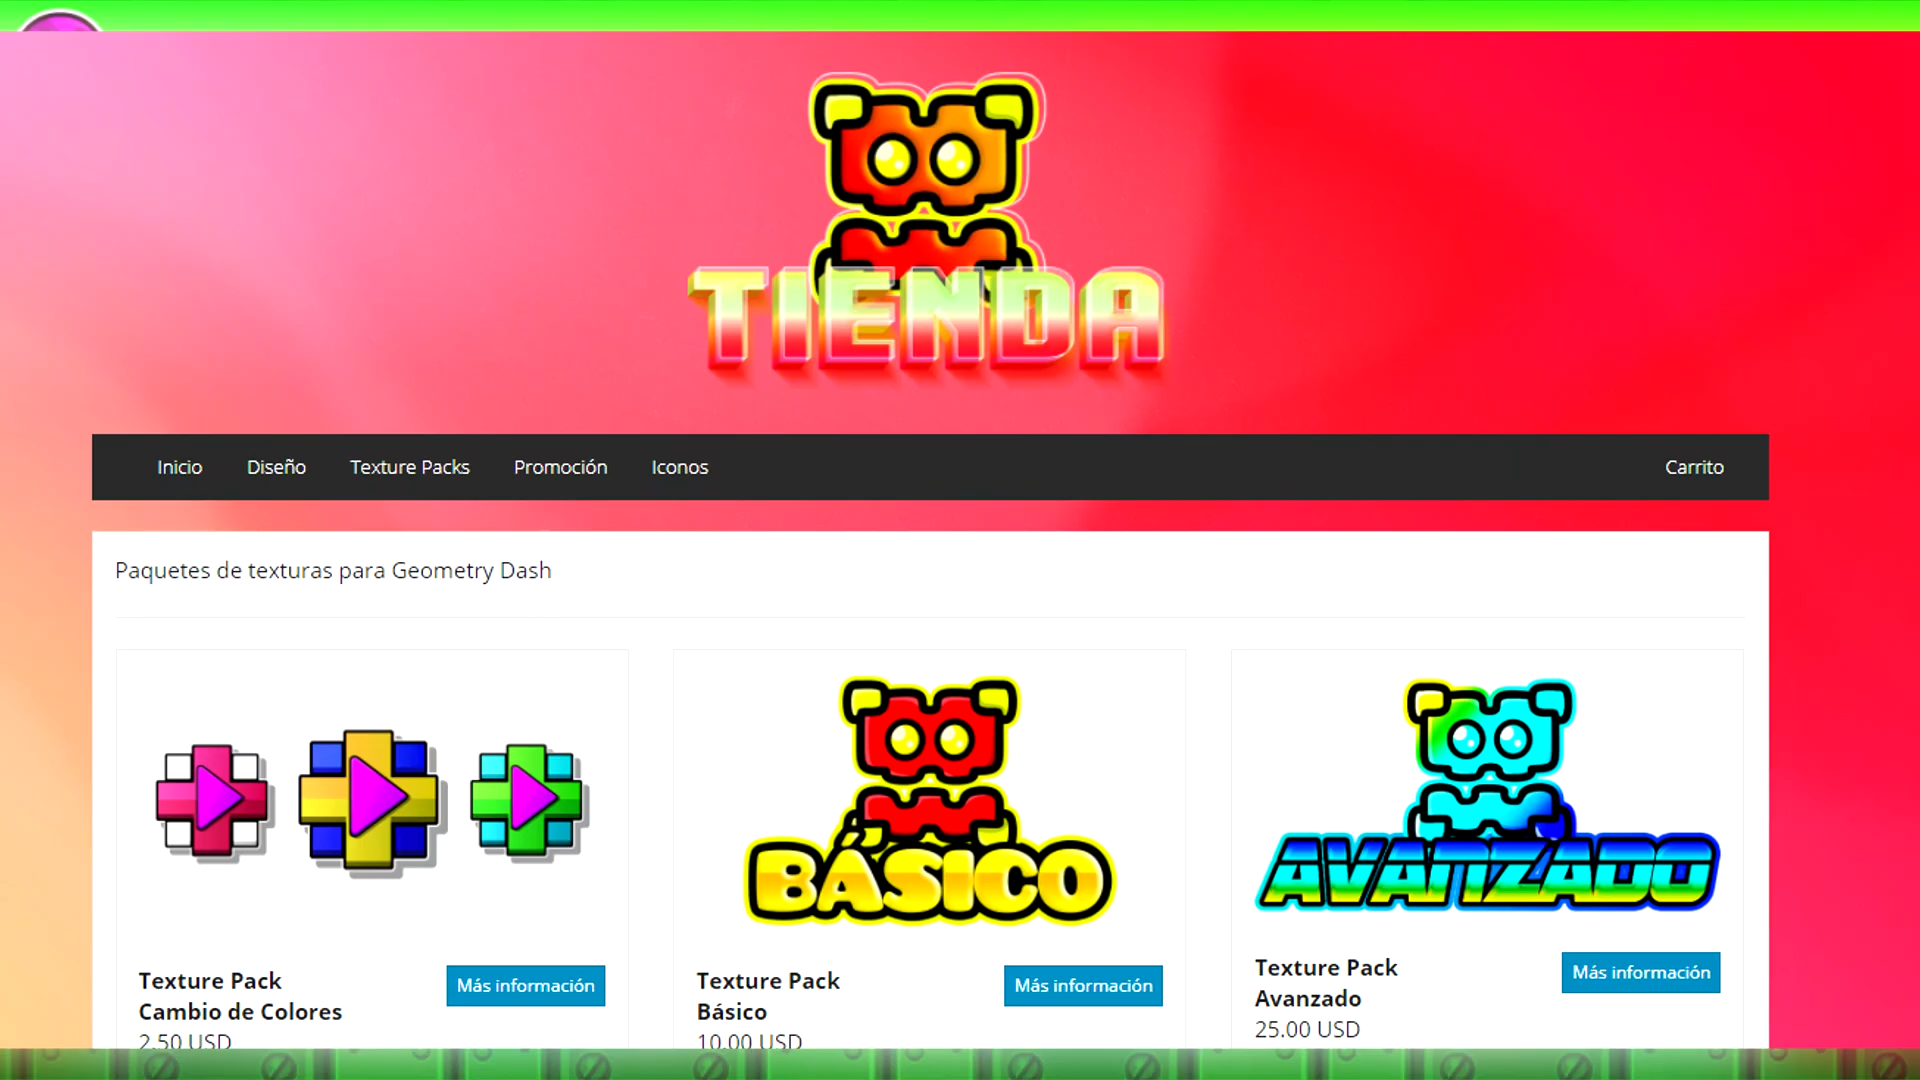 TIENDA
Inicio Diseño Texture Packs Promoción Iconos Carrito
Paquetes de texturas para Geometry Dash
BÁSICO
AVANZADO
Texture Pack
Cambio de Colores
2.50 USD
Más información
Texture Pack
Básico
10.00 USD
Más información
Texture Pack
Avanzado
25.00 USD
Más información